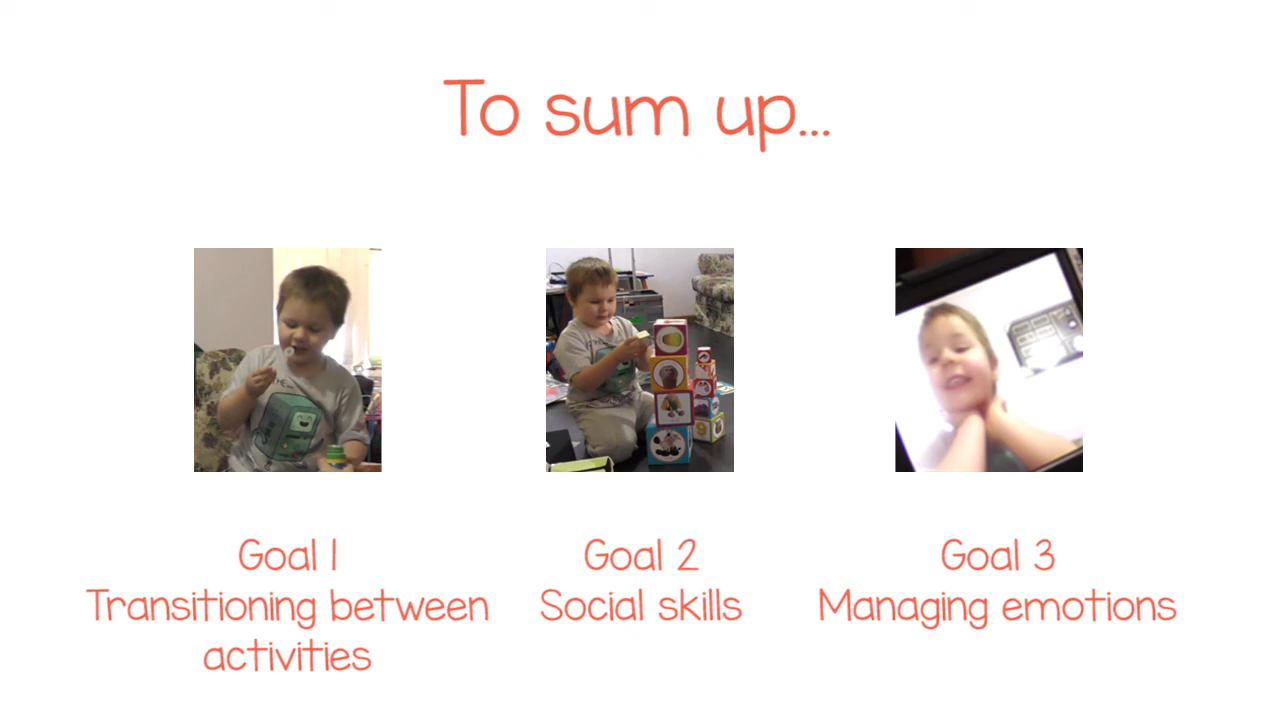 To sum up...
Goal 1
Transitioning between
activities
Goal 2
Social skills
Goal 3
Managing emotions